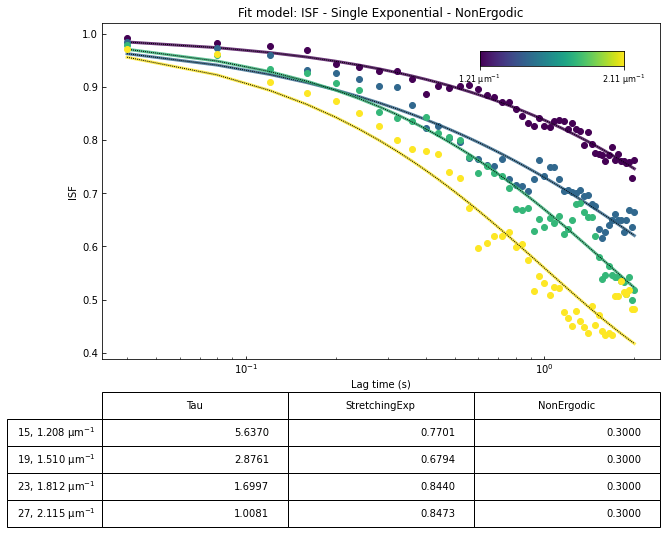 Fit model: ISF - Single Exponential - NonErgodic
1.0
0.9
0.8
0.7
0.6
0.5
0.4
ISF
1.21 μm⁻¹ 2.11 μm⁻¹
10⁻¹ 10⁰
Lag time (s)
Tau StretchingExp NonErgodic
15, 1.208 μm⁻¹ 5.6370 0.7701 0.3000
19, 1.510 μm⁻¹ 2.8761 0.6794 0.3000
23, 1.812 μm⁻¹ 1.6997 0.8440 0.3000
27, 2.115 μm⁻¹ 1.0081 0.8473 0.3000